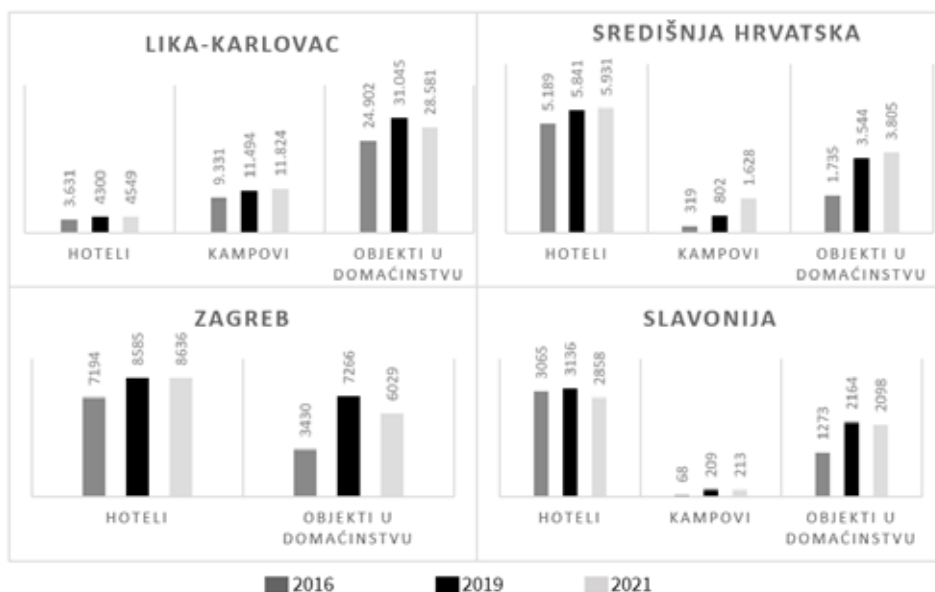 LIKA-KARLOVAC
3.631
4300
4549
9.331
11.494
11.824
24.902
31.045
28.581
HOTELI
KAMPOVI
OBJEKTI U
DOMAĆINSTVU
SREDIŠNJA HRVATSKA
5.189
5.841
5.931
319
802
1.628
1.735
3.544
3.805
HOTELI
KAMPOVI
OBJEKTI U
DOMAĆINSTVU
ZAGREB
7194
8585
8636
3430
7266
6029
HOTELI
OBJEKTI U
DOMAĆINSTVU
SLAVONIJA
3065
3136
2858
68
209
213
1273
2164
2098
HOTELI
KAMPOVI
OBJEKTI U
DOMAĆINSTVU
2016
2019
2021